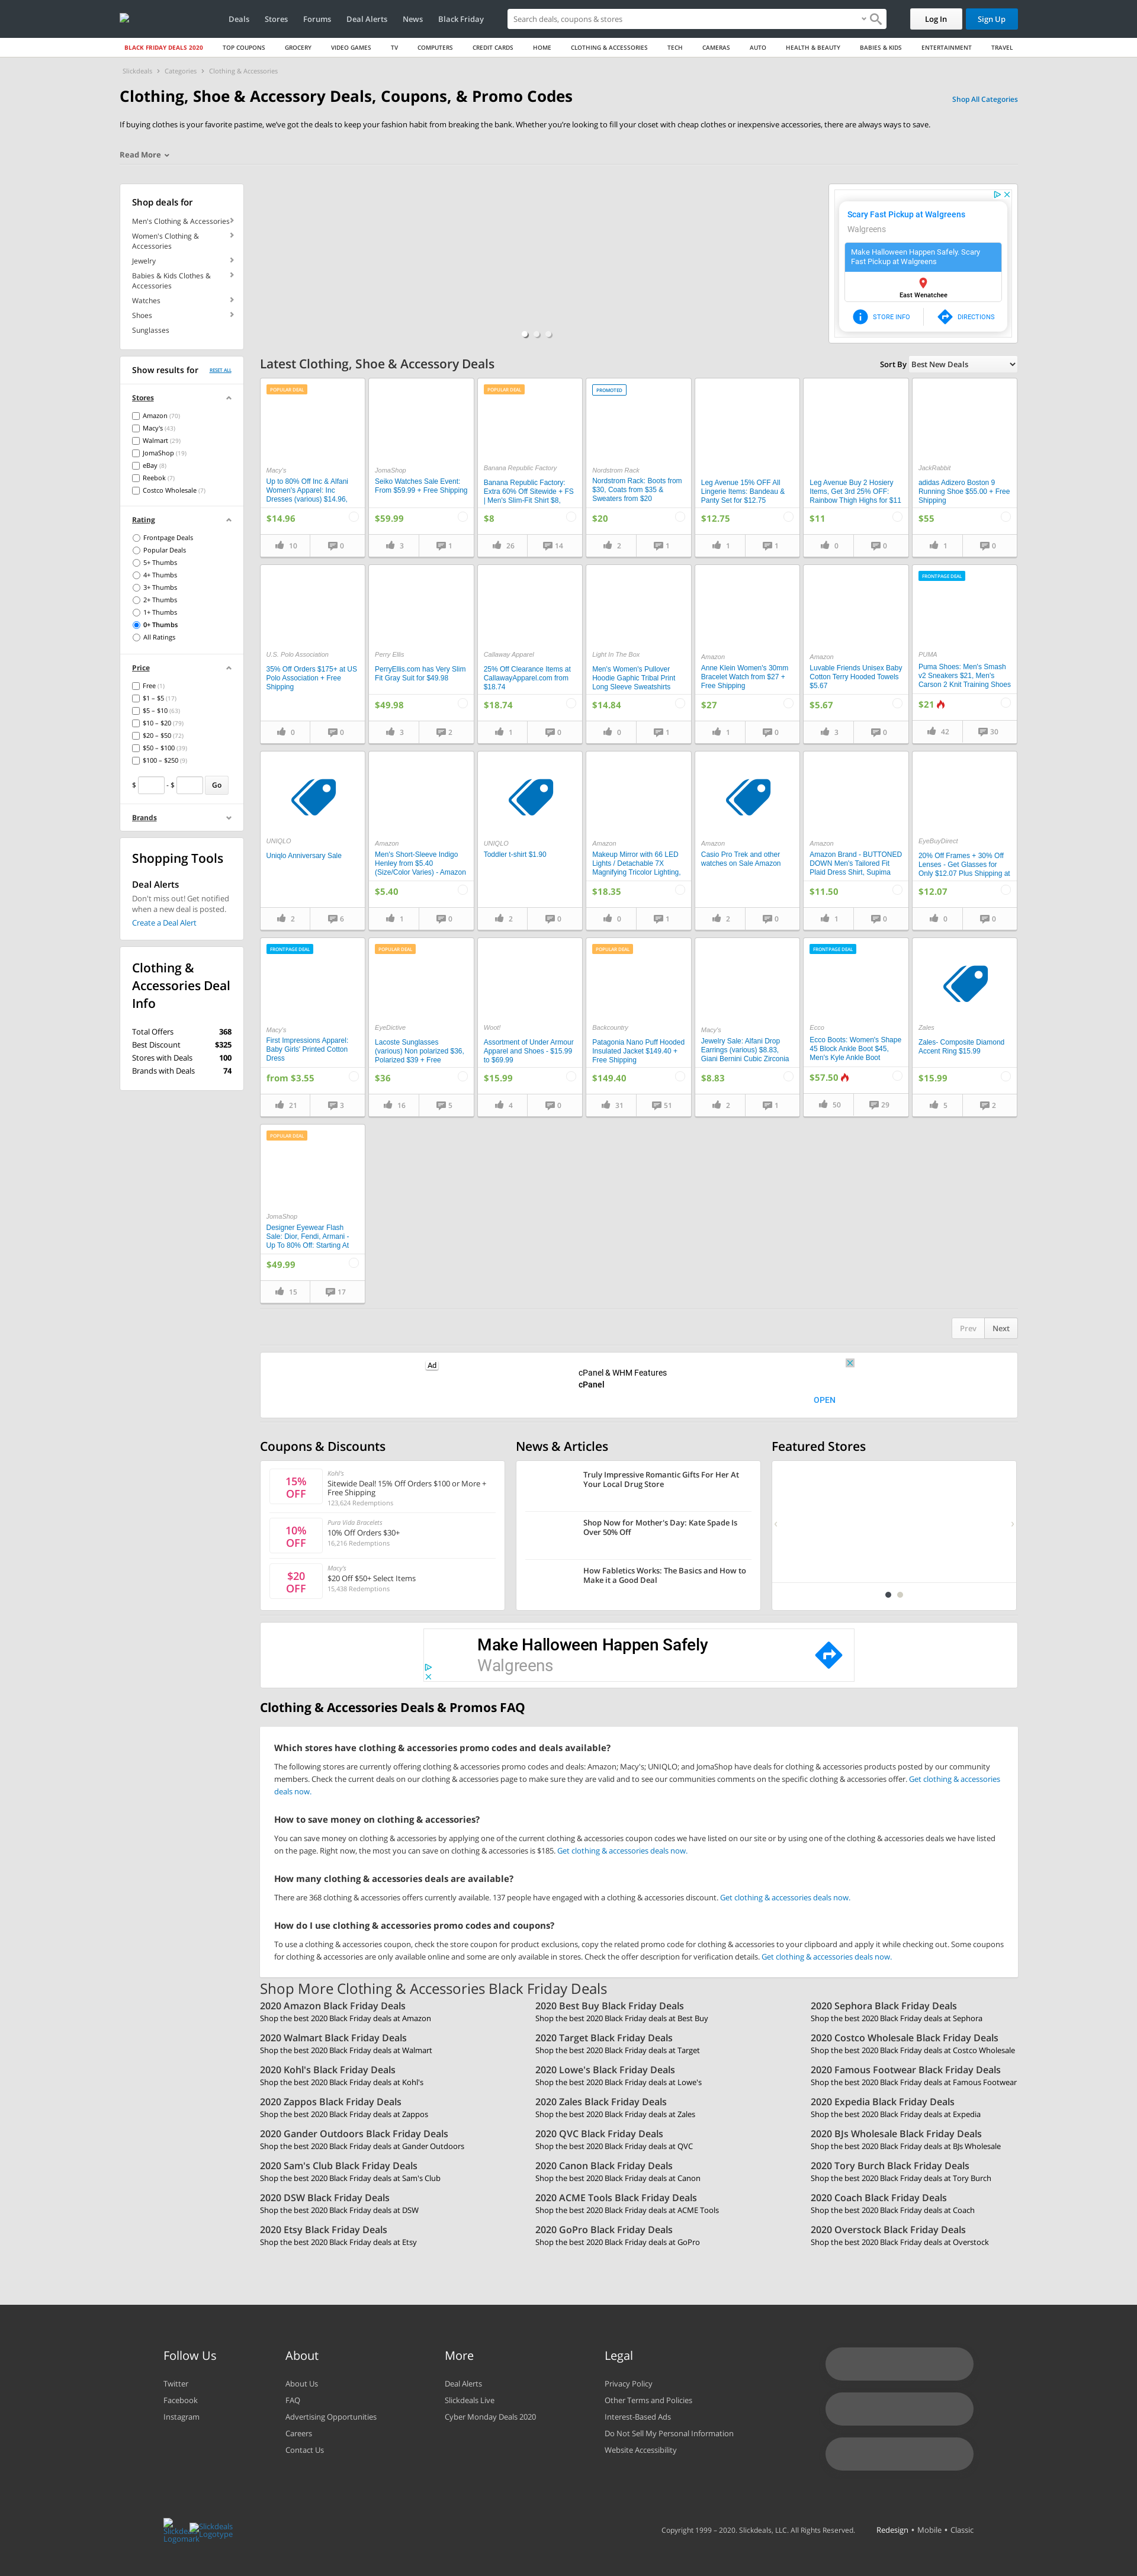 Deals Stores Forums Deal Alerts News Black Friday Search deals, coupons & stores Log In Sign Up
BLACK FRIDAY DEALS 2020 TOP COUPONS GROCERY VIDEO GAMES TV COMPUTERS CREDIT CARDS HOME CLOTHING & ACCESSORIES TECH CAMERAS AUTO HEALTH & BEAUTY BABIES & KIDS ENTERTAINMENT TRAVEL
Slickdeals › Categories › Clothing & Accessories
Clothing, Shoe & Accessory Deals, Coupons, & Promo Codes
Shop All Categories
If buying clothes is your favorite pastime, we've got the deals to keep your fashion habit from breaking the bank. Whether you're looking to fill your closet with cheap clothes or inexpensive accessories, there are always ways to save.
Read More
Shop deals for
Men's Clothing & Accessories
Women's Clothing &
Accessories
Jewelry
Babies & Kids Clothes &
Accessories
Watches
Shoes
Sunglasses
Scary Fast Pickup at Walgreens
Walgreens
Make Halloween Happen Safely. Scary
Fast Pickup at Walgreens
East Wenatchee
STORE INFO DIRECTIONS
Show results for RESET ALL
Stores
Amazon (70)
Macy's (43)
Walmart (29)
JomaShop (19)
eBay (8)
Reebok (7)
Costco Wholesale (7)
Rating
Frontpage Deals
Popular Deals
5+ Thumbs
4+ Thumbs
3+ Thumbs
2+ Thumbs
1+ Thumbs
0+ Thumbs
All Ratings
Price
Free (1)
$1 – $5 (17)
$5 – $10 (63)
$10 – $20 (79)
$20 – $50 (72)
$50 – $100 (39)
$100 – $250 (9)
$ - $ Go
Brands
Shopping Tools
Deal Alerts
Don't miss out! Get notified
when a new deal is posted.
Create a Deal Alert
Clothing &
Accessories Deal
Info
Total Offers 368
Best Discount $325
Stores with Deals 100
Brands with Deals 74
Latest Clothing, Shoe & Accessory Deals
Sort By Best New Deals
POPULAR DEAL
Macy's
Up to 80% Off Inc & Alfani
Women's Apparel: Inc
Dresses (various) $14.96,
$14.96
10 0
JomaShop
Seiko Watches Sale Event:
From $59.99 + Free Shipping
$59.99
3 1
POPULAR DEAL
Banana Republic Factory
Banana Republic Factory:
Extra 60% Off Sitewide + FS
| Men's Slim-Fit Shirt $8,
$8
26 14
PROMOTED
Nordstrom Rack
Nordstrom Rack: Boots from
$30, Coats from $35 &
Sweaters from $20
$20
2 1
Leg Avenue 15% OFF All
Lingerie Items: Bandeau &
Panty Set for $12.75
$12.75
1 1
Leg Avenue Buy 2 Hosiery
Items, Get 3rd 25% OFF:
Rainbow Thigh Highs for $11
$11
0 0
JackRabbit
adidas Adizero Boston 9
Running Shoe $55.00 + Free
Shipping
$55
1 0
U.S. Polo Association
35% Off Orders $175+ at US
Polo Association + Free
Shipping
0 0
Perry Ellis
PerryEllis.com has Very Slim
Fit Gray Suit for $49.98
$49.98
3 2
Callaway Apparel
25% Off Clearance Items at
CallawayApparel.com from
$18.74
$18.74
1 0
Light In The Box
Men's Women's Pullover
Hoodie Gaphic Tribal Print
Long Sleeve Sweatshirts
$14.84
0 1
Amazon
Anne Klein Women's 30mm
Bracelet Watch from $27 +
Free Shipping
$27
1 0
Amazon
Luvable Friends Unisex Baby
Cotton Terry Hooded Towels
$5.67
$5.67
3 0
FRONTPAGE DEAL
PUMA
Puma Shoes: Men's Smash
v2 Sneakers $21, Men's
Carson 2 Knit Training Shoes
$21
42 30
UNIQLO
Uniqlo Anniversary Sale
2 6
Amazon
Men's Short-Sleeve Indigo
Henley from $5.40
(Size/Color Varies) - Amazon
$5.40
1 0
UNIQLO
Toddler t-shirt $1.90
2 0
Amazon
Makeup Mirror with 66 LED
Lights / Detachable 7X
Magnifying Tricolor Lighting,
$18.35
0 1
Amazon
Casio Pro Trek and other
watches on Sale Amazon
2 0
Amazon
Amazon Brand - BUTTONED
DOWN Men's Tailored Fit
Plaid Dress Shirt, Supima
$11.50
1 0
EyeBuyDirect
20% Off Frames + 30% Off
Lenses - Get Glasses for
Only $12.07 Plus Shipping at
$12.07
0 0
FRONTPAGE DEAL
Macy's
First Impressions Apparel:
Baby Girls' Printed Cotton
Dress
from $3.55
21 3
POPULAR DEAL
EyeDictive
Lacoste Sunglasses
(various) Non polarized $36,
Polarized $39 + Free
$36
16 5
Woot!
Assortment of Under Armour
Apparel and Shoes - $15.99
to $69.99
$15.99
4 0
POPULAR DEAL
Backcountry
Patagonia Nano Puff Hooded
Insulated Jacket $149.40 +
Free Shipping
$149.40
31 51
Macy's
Jewelry Sale: Alfani Drop
Earrings (various) $8.83,
Giani Bernini Cubic Zirconia
$8.83
2 1
FRONTPAGE DEAL
Ecco
Ecco Boots: Women's Shape
45 Block Ankle Boot $45,
Men's Kyle Ankle Boot
$57.50
50 29
Zales
Zales- Composite Diamond
Accent Ring $15.99
$15.99
5 2
POPULAR DEAL
JomaShop
Designer Eyewear Flash
Sale: Dior, Fendi, Armani -
Up To 80% Off: Starting At
$49.99
15 17
Prev Next
Ad
cPanel & WHM Features
cPanel
OPEN
Coupons & Discounts
15%
OFF
Kohl's
Sitewide Deal! 15% Off Orders $100 or More +
Free Shipping
123,624 Redemptions
10%
OFF
Pura Vida Bracelets
10% Off Orders $30+
16,216 Redemptions
$20
OFF
Macy's
$20 Off $50+ Select Items
15,438 Redemptions
News & Articles
Truly Impressive Romantic Gifts For Her At
Your Local Drug Store
Shop Now for Mother's Day: Kate Spade Is
Over 50% Off
How Fabletics Works: The Basics and How to
Make it a Good Deal
Featured Stores
Make Halloween Happen Safely
Walgreens
Clothing & Accessories Deals & Promos FAQ
Which stores have clothing & accessories promo codes and deals available?
The following stores are currently offering clothing & accessories promo codes and deals: Amazon; Macy's; UNIQLO; and JomaShop have deals for clothing & accessories products posted by our community
members. Check the current deals on our clothing & accessories page to make sure they are valid and to see our communities comments on the specific clothing & accessories offer. Get clothing & accessories
deals now.
How to save money on clothing & accessories?
You can save money on clothing & accessories by applying one of the current clothing & accessories coupon codes we have listed on our site or by using one of the clothing & accessories deals we have listed
on the page. Right now, the most you can save on clothing & accessories is $185. Get clothing & accessories deals now.
How many clothing & accessories deals are available?
There are 368 clothing & accessories offers currently available. 137 people have engaged with a clothing & accessories discount. Get clothing & accessories deals now.
How do I use clothing & accessories promo codes and coupons?
To use a clothing & accessories coupon, check the store coupon for product exclusions, copy the related promo code for clothing & accessories to your clipboard and apply it while checking out. Some coupons
for clothing & accessories are only available online and some are only available in stores. Check the offer description for verification details. Get clothing & accessories deals now.
Shop More Clothing & Accessories Black Friday Deals
2020 Amazon Black Friday Deals 2020 Best Buy Black Friday Deals 2020 Sephora Black Friday Deals
Shop the best 2020 Black Friday deals at Amazon Shop the best 2020 Black Friday deals at Best Buy Shop the best 2020 Black Friday deals at Sephora
2020 Walmart Black Friday Deals 2020 Target Black Friday Deals 2020 Costco Wholesale Black Friday Deals
Shop the best 2020 Black Friday deals at Walmart Shop the best 2020 Black Friday deals at Target Shop the best 2020 Black Friday deals at Costco Wholesale
2020 Kohl's Black Friday Deals 2020 Lowe's Black Friday Deals 2020 Famous Footwear Black Friday Deals
Shop the best 2020 Black Friday deals at Kohl's Shop the best 2020 Black Friday deals at Lowe's Shop the best 2020 Black Friday deals at Famous Footwear
2020 Zappos Black Friday Deals 2020 Zales Black Friday Deals 2020 Expedia Black Friday Deals
Shop the best 2020 Black Friday deals at Zappos Shop the best 2020 Black Friday deals at Zales Shop the best 2020 Black Friday deals at Expedia
2020 Gander Outdoors Black Friday Deals 2020 QVC Black Friday Deals 2020 BJs Wholesale Black Friday Deals
Shop the best 2020 Black Friday deals at Gander Outdoors Shop the best 2020 Black Friday deals at QVC Shop the best 2020 Black Friday deals at BJs Wholesale
2020 Sam's Club Black Friday Deals 2020 Canon Black Friday Deals 2020 Tory Burch Black Friday Deals
Shop the best 2020 Black Friday deals at Sam's Club Shop the best 2020 Black Friday deals at Canon Shop the best 2020 Black Friday deals at Tory Burch
2020 DSW Black Friday Deals 2020 ACME Tools Black Friday Deals 2020 Coach Black Friday Deals
Shop the best 2020 Black Friday deals at DSW Shop the best 2020 Black Friday deals at ACME Tools Shop the best 2020 Black Friday deals at Coach
2020 Etsy Black Friday Deals 2020 GoPro Black Friday Deals 2020 Overstock Black Friday Deals
Shop the best 2020 Black Friday deals at Etsy Shop the best 2020 Black Friday deals at GoPro Shop the best 2020 Black Friday deals at Overstock
Follow Us
Twitter
Facebook
Instagram
About
About Us
FAQ
Advertising Opportunities
Careers
Contact Us
More
Deal Alerts
Slickdeals Live
Cyber Monday Deals 2020
Legal
Privacy Policy
Other Terms and Policies
Interest-Based Ads
Do Not Sell My Personal Information
Website Accessibility
Slickdeals
Logomark
Slickdeals
Logotype
Copyright 1999 – 2020. Slickdeals, LLC. All Rights Reserved. Redesign • Mobile • Classic